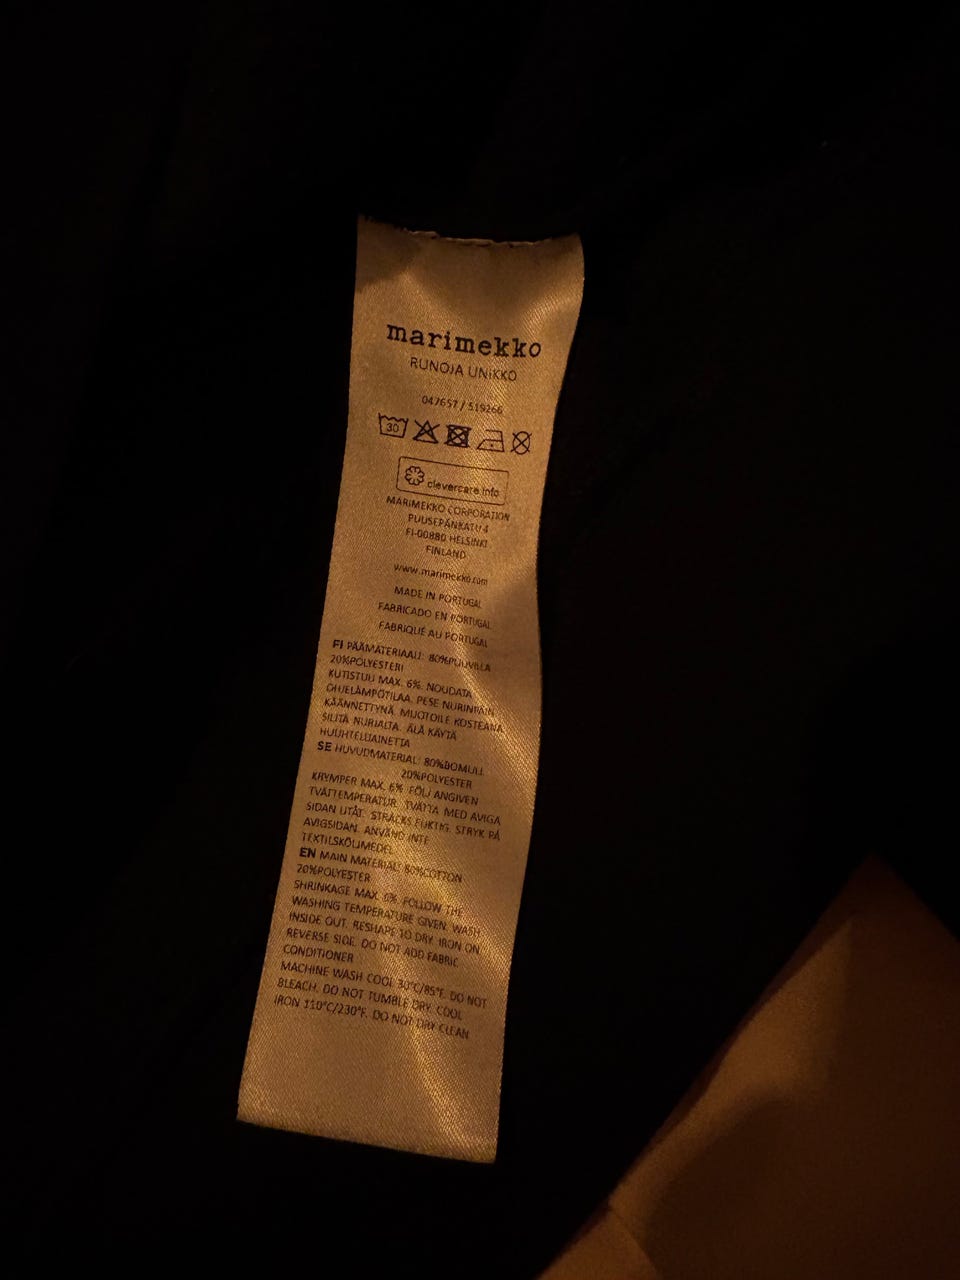 marimekko
RUNOJA UNIKKO
047657 / 519266
30
clevercare.info
MARIMEKKO CORPORATION
PUUSEPÄNKATU 4
FI-00880 HELSINKI
FINLAND
www.marimekko.com
MADE IN PORTUGAL
FABRICADO EN PORTUGAL
FABRIQUÉ AU PORTUGAL
FI PÄÄMATERIAALI: 80%PUUVILLA
20%POLYESTERI
KUTISTUU MAX. 6%. NOUDATA
OHJELÄMPÖTILAA. PESE NURINPÄIN
KÄÄNNETTYNÄ. MUOTOILE KOSTEANA.
SILITÄ NURJALTA. ÄLÄ KÄYTÄ
HUUHTELUAINETTA
SE HUVUDMATERIAL: 80%BOMULL
20%POLYESTER
KRYMPER MAX. 6%. FÖLJ ANGIVEN
TVÄTTEMPERATUR. TVÄTTA MED AVIGA
SIDAN UTÅT. STRÄCKS FUKTIG. STRYK PÅ
AVIGSIDAN. ANVÄND INTE
TEXTILSKÖLJMEDEL
EN MAIN MATERIAL: 80%COTTON
20%POLYESTER
SHRINKAGE MAX. 6%. FOLLOW THE
WASHING TEMPERATURE GIVEN. WASH
INSIDE OUT. RESHAPE TO DRY. IRON ON
REVERSE SIDE. DO NOT ADD FABRIC
CONDITIONER
MACHINE WASH COOL 30°C/85°F. DO NOT
BLEACH. DO NOT TUMBLE DRY. COOL
IRON 110°C/230°F. DO NOT DRY CLEAN